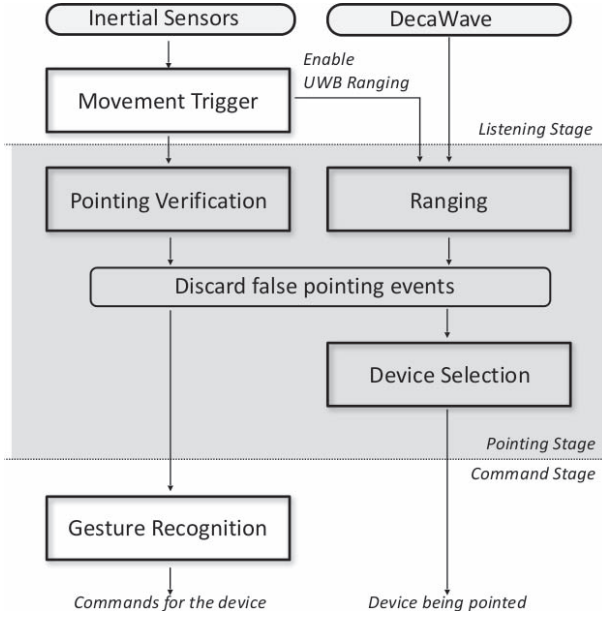 Inertial Sensors
DecaWave
Enable
UWB Ranging
Movement Trigger
Listening Stage
Pointing Verification
Ranging
Discard false pointing events
Device Selection
Pointing Stage
Command Stage
Gesture Recognition
Commands for the device
Device being pointed